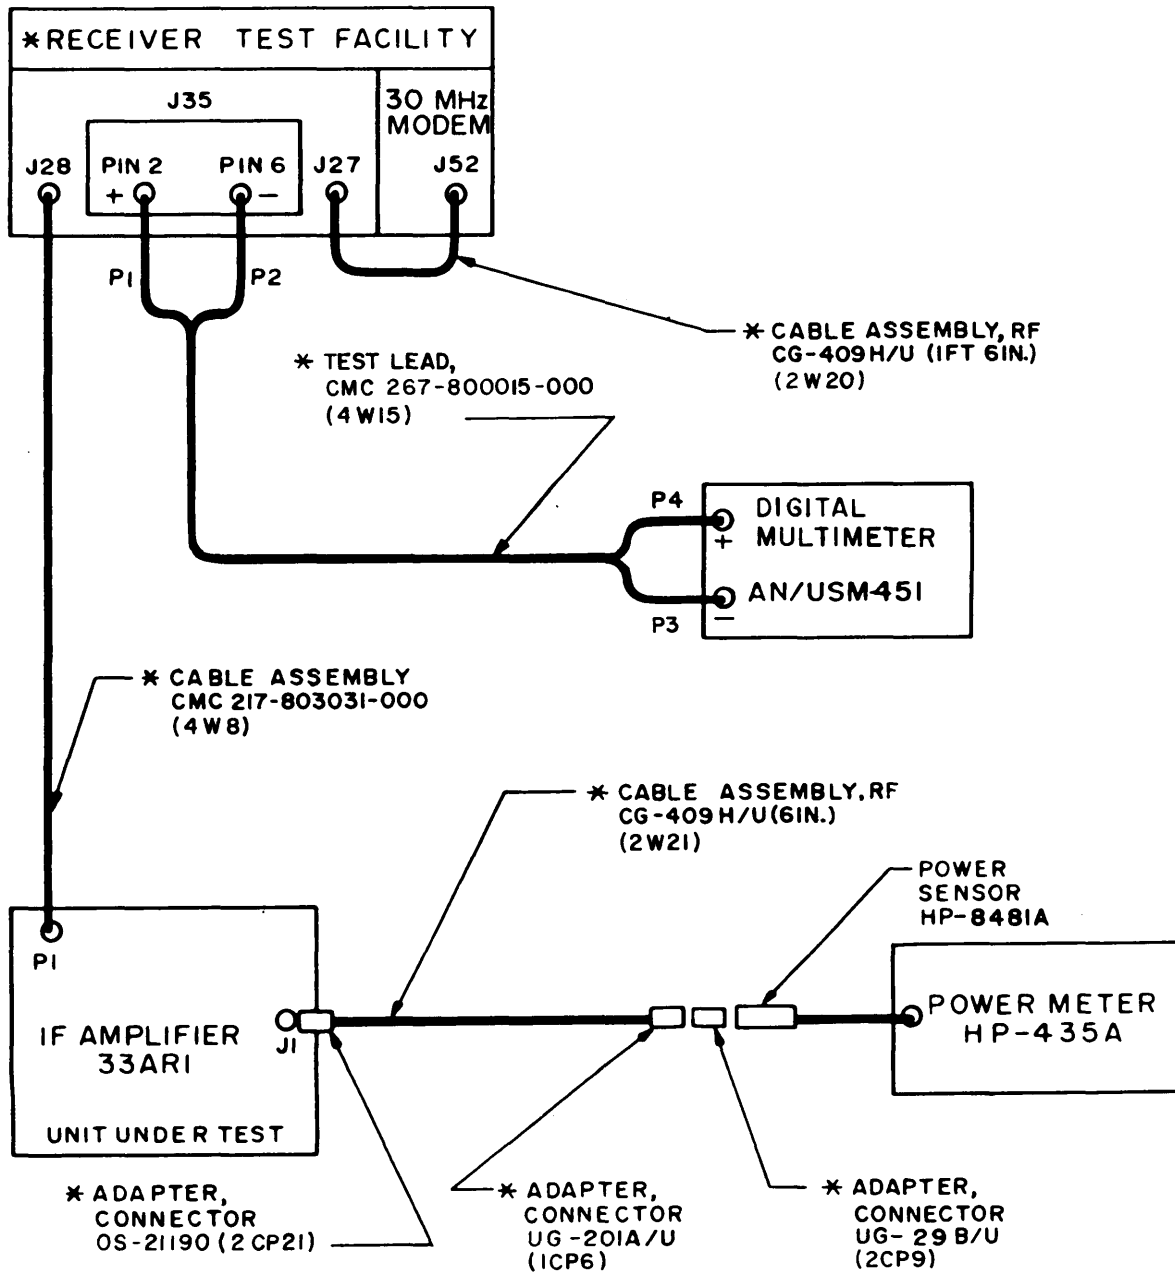 *RECEIVER TEST FACILITY
J35
30 MHz
MODEM
J28
PIN 2
PIN 6
J27
J52
+
-
P1
P2
* CABLE ASSEMBLY, RF
CG-409H/U (1FT 6IN.)
(2W20)
* TEST LEAD,
CMC 267-800015-000
(4W15)
P4
DIGITAL
MULTIMETER
+
AN/USM-451
-
P3
* CABLE ASSEMBLY
CMC 217-803031-000
(4W8)
* CABLE ASSEMBLY, RF
CG-409H/U(6IN.)
(2W21)
POWER
SENSOR
HP-8481A
P1
IF AMPLIFIER
33AR1
J1
UNIT UNDER TEST
POWER METER
HP-435A
* ADAPTER,
CONNECTOR
OS-21190 (2CP21)
* ADAPTER,
CONNECTOR
UG-201A/U
(1CP6)
* ADAPTER,
CONNECTOR
UG-29B/U
(2CP9)